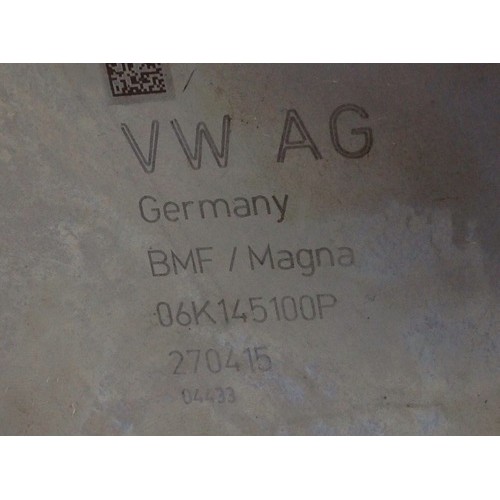 VW AG
Germany
BMF / Magna
06K145100P
270415
04433